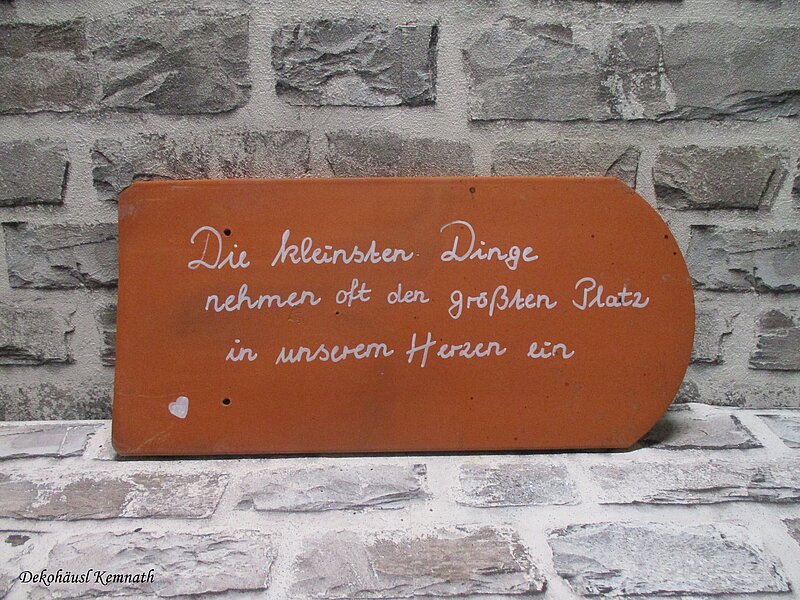 Die kleinsten Dinge
nehmen oft den größten Platz
in unserem Herzen ein
Dekohäusl Kemnath